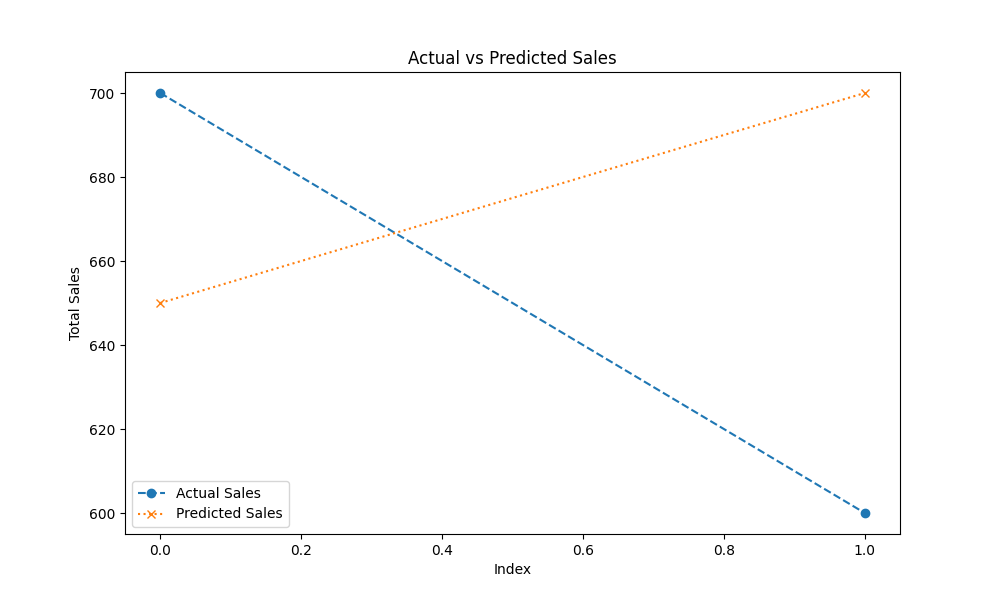 Actual vs Predicted Sales
700
680
660
640
620
600
Total Sales
Actual Sales
Predicted Sales
0.0 0.2 0.4 0.6 0.8 1.0
Index